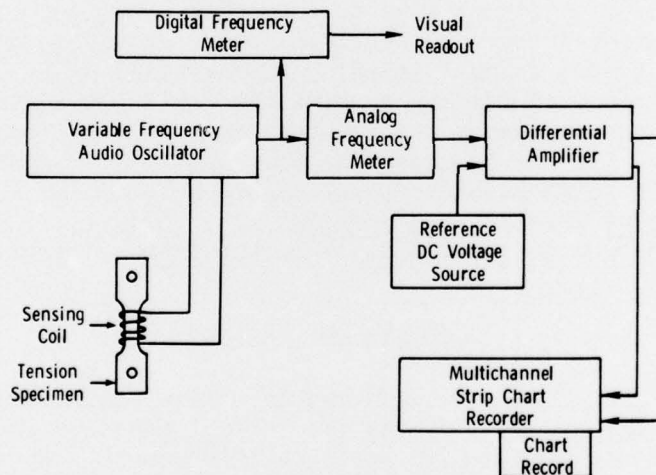 Digital Frequency
Meter
Visual
Readout
Variable Frequency
Audio Oscillator
Analog
Frequency
Meter
Differential
Amplifier
Reference
DC Voltage
Source
Sensing
Coil
Tension
Specimen
Multichannel
Strip Chart
Recorder
Chart
Record